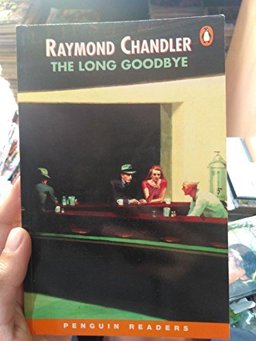 RAYMOND CHANDLER
THE LONG GOODBYE
PENGUIN READERS